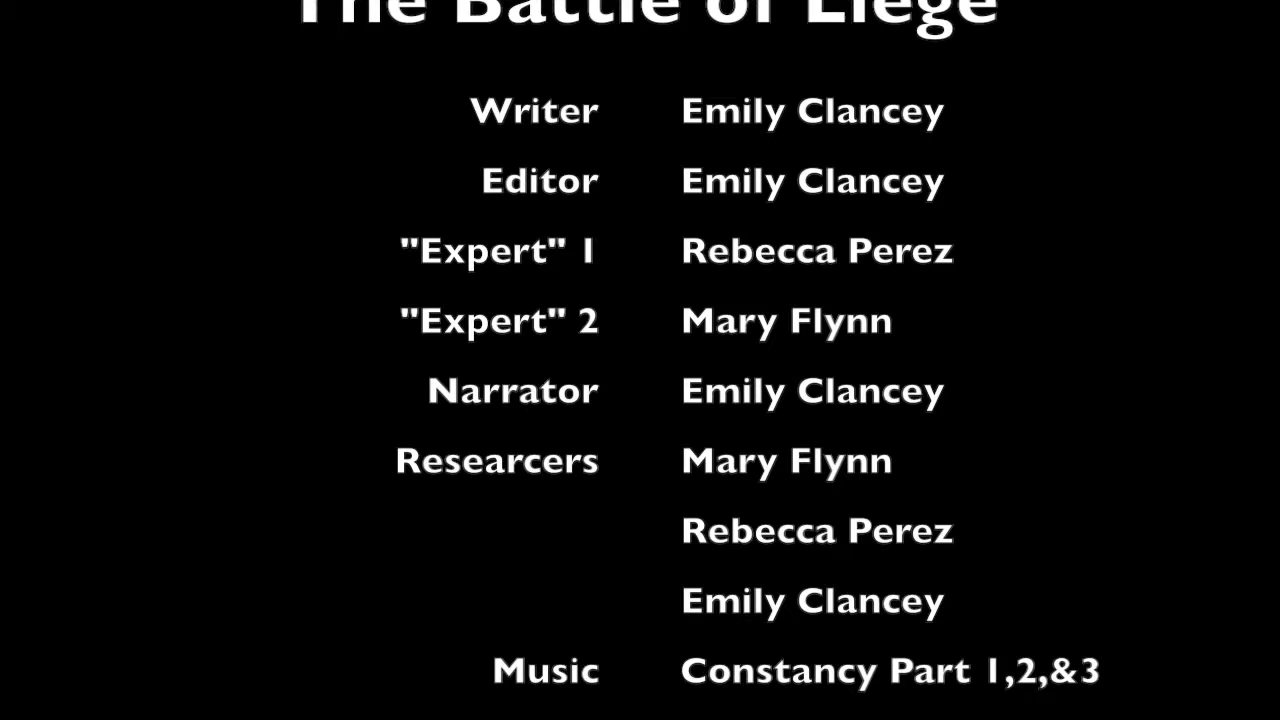 The Battle of Liege
Writer Emily Clancey
Editor Emily Clancey
"Expert" 1 Rebecca Perez
"Expert" 2 Mary Flynn
Narrator Emily Clancey
Researcers Mary Flynn
Rebecca Perez
Emily Clancey
Music Constancy Part 1,2,&3